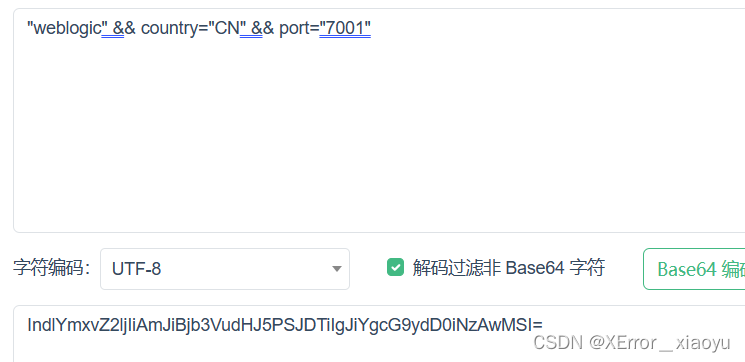 "weblogic" && country="CN" && port="7001"
字符编码： UTF-8 解码过滤非 Base64 字符 Base64 编码
IndlYmxvZ2ljIiAmJiBjb3VudHJ5PSJDTiIgJiYgcG9ydD0iNzAwMSI=
CSDN @XError＿xiaoyu